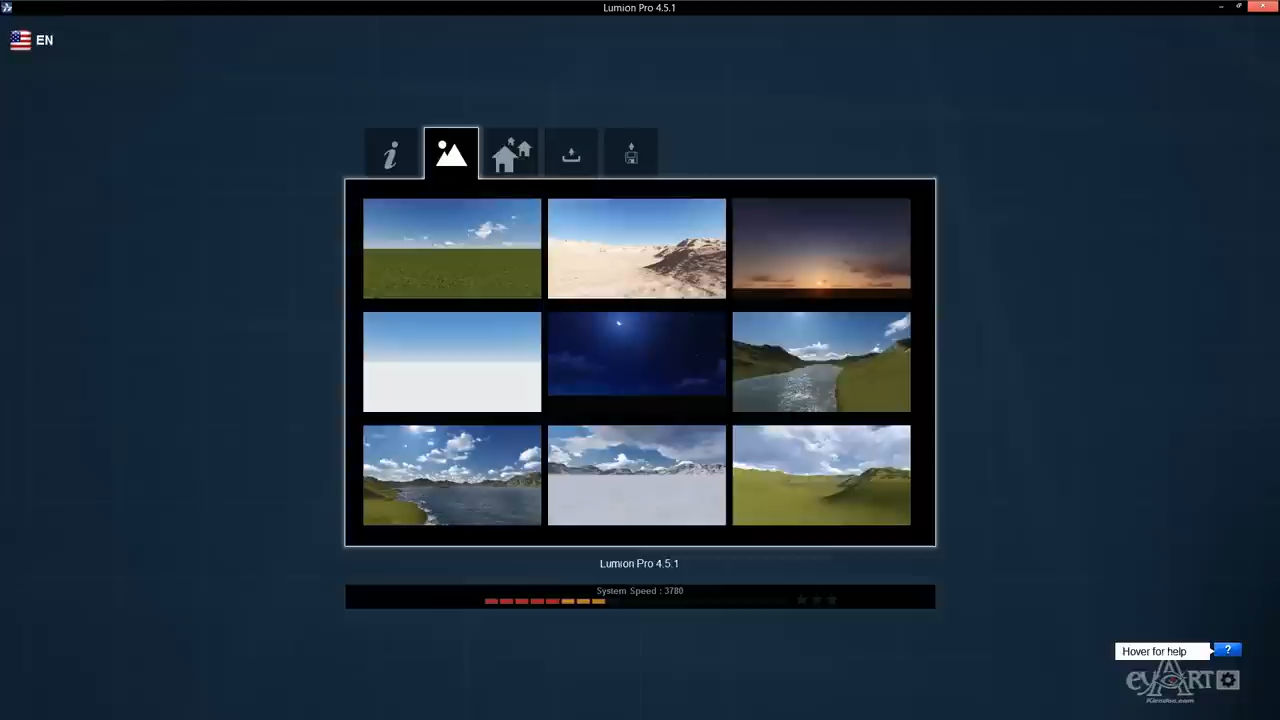 Lumion Pro 4.5.1
EN
Lumion Pro 4.5.1
System Speed : 3780
Hover for help
?